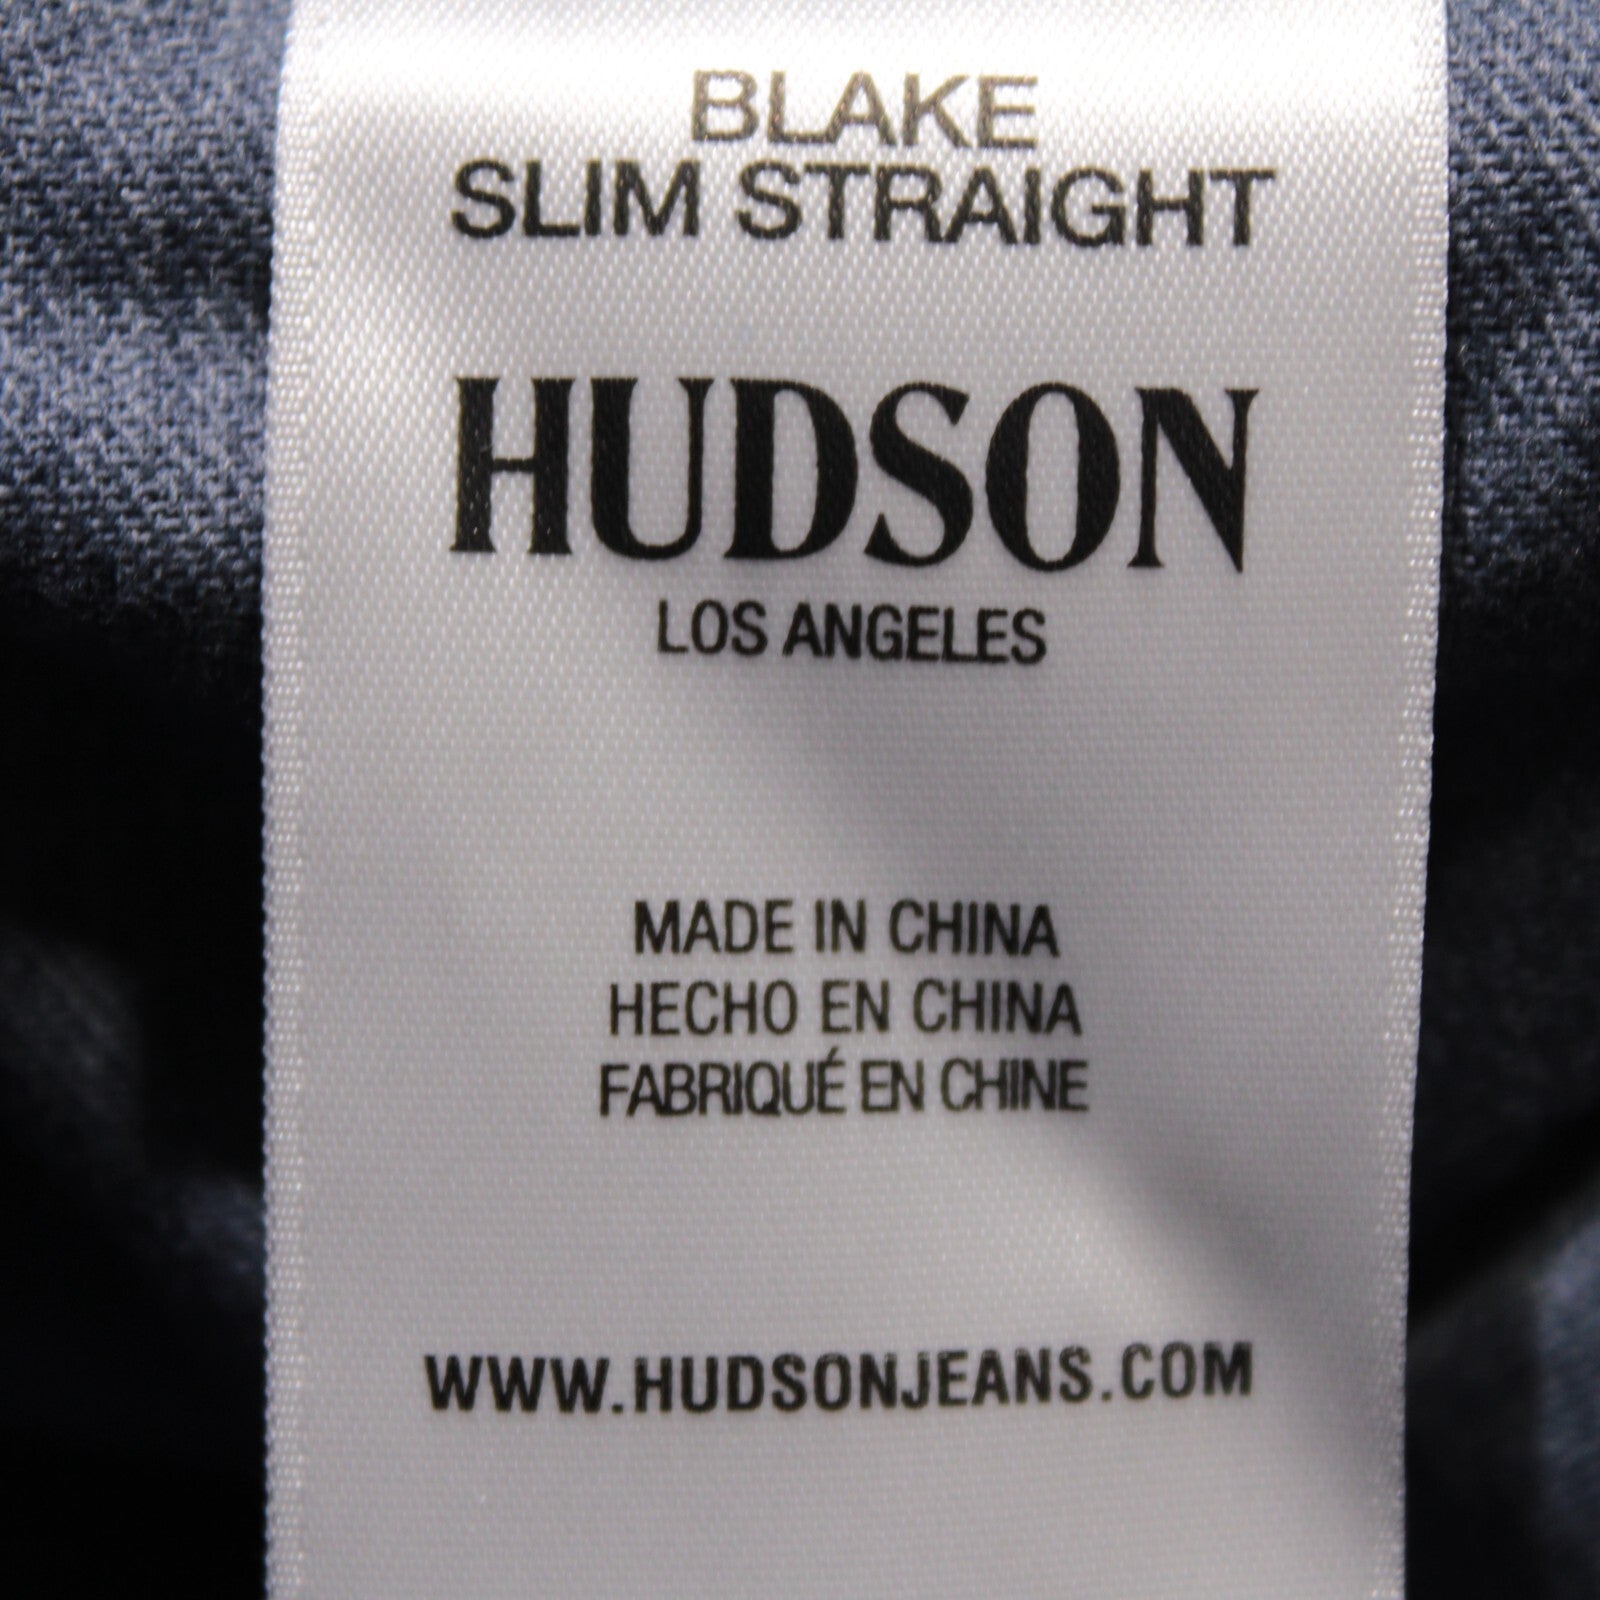 BLAKE
SLIM STRAIGHT
HUDSON
LOS ANGELES
MADE IN CHINA
HECHO EN CHINA
FABRIQUÉ EN CHINE
WWW.HUDSONJEANS.COM